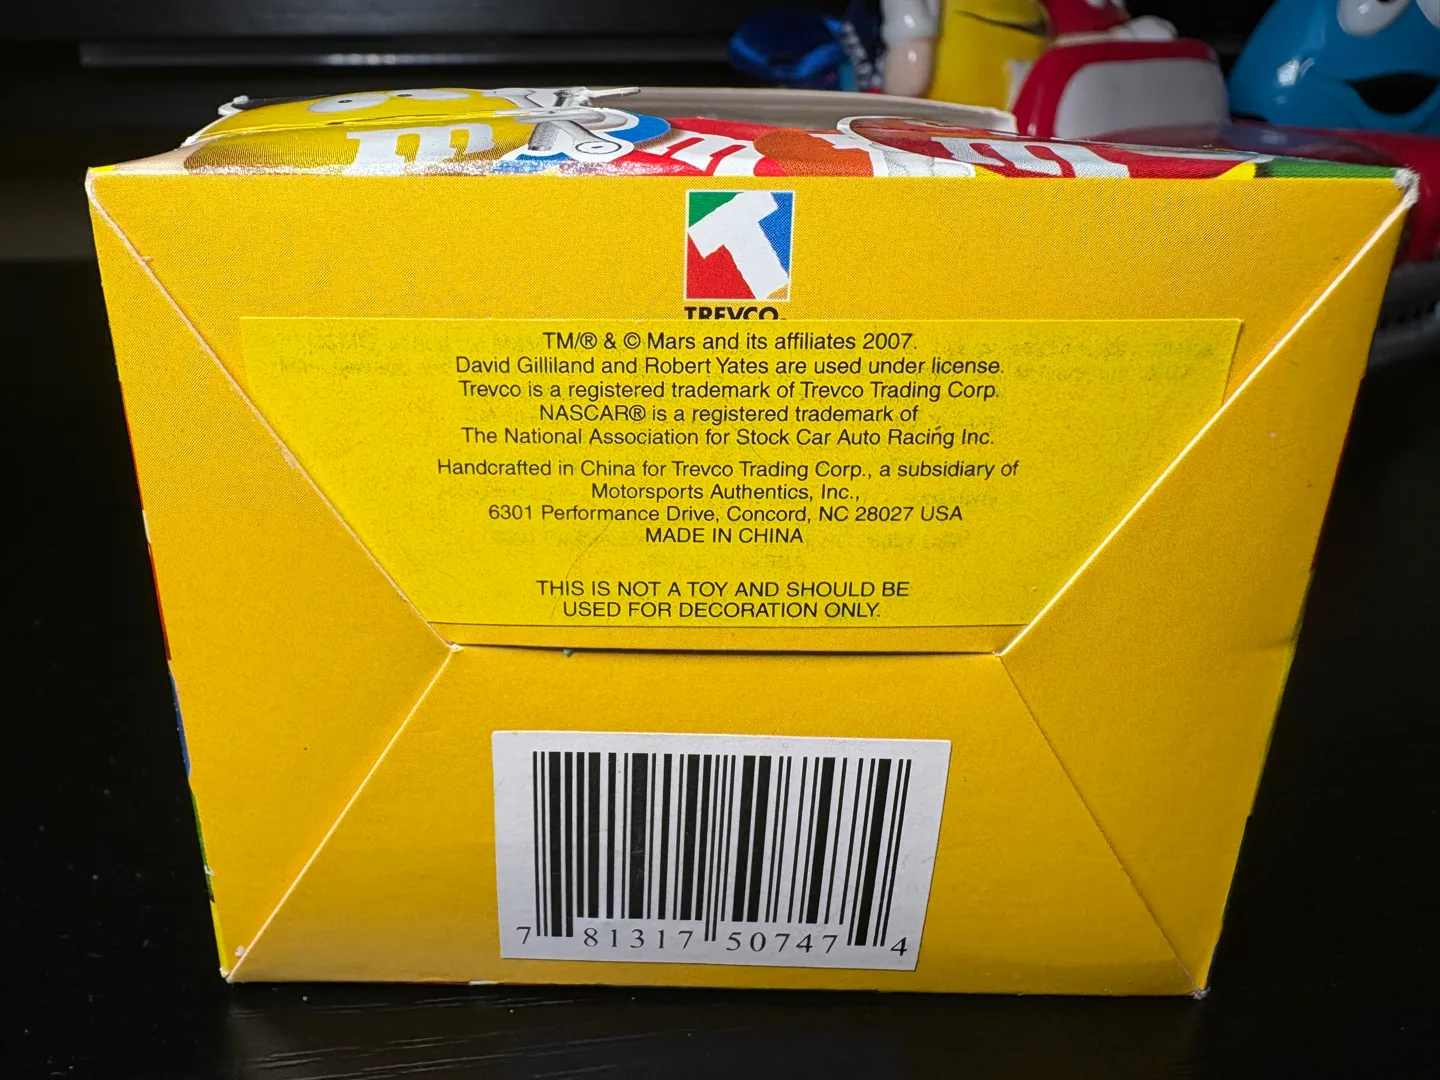 m
m
m
TREVCO
TM/® & © Mars and its affiliates 2007.
David Gilliland and Robert Yates are used under license.
Trevco is a registered trademark of Trevco Trading Corp.
NASCAR® is a registered trademark of
The National Association for Stock Car Auto Racing Inc.
Handcrafted in China for Trevco Trading Corp., a subsidiary of
Motorsports Authentics, Inc.,
6301 Performance Drive, Concord, NC 28027 USA
MADE IN CHINA
THIS IS NOT A TOY AND SHOULD BE
USED FOR DECORATION ONLY.
7 81317 50747 4